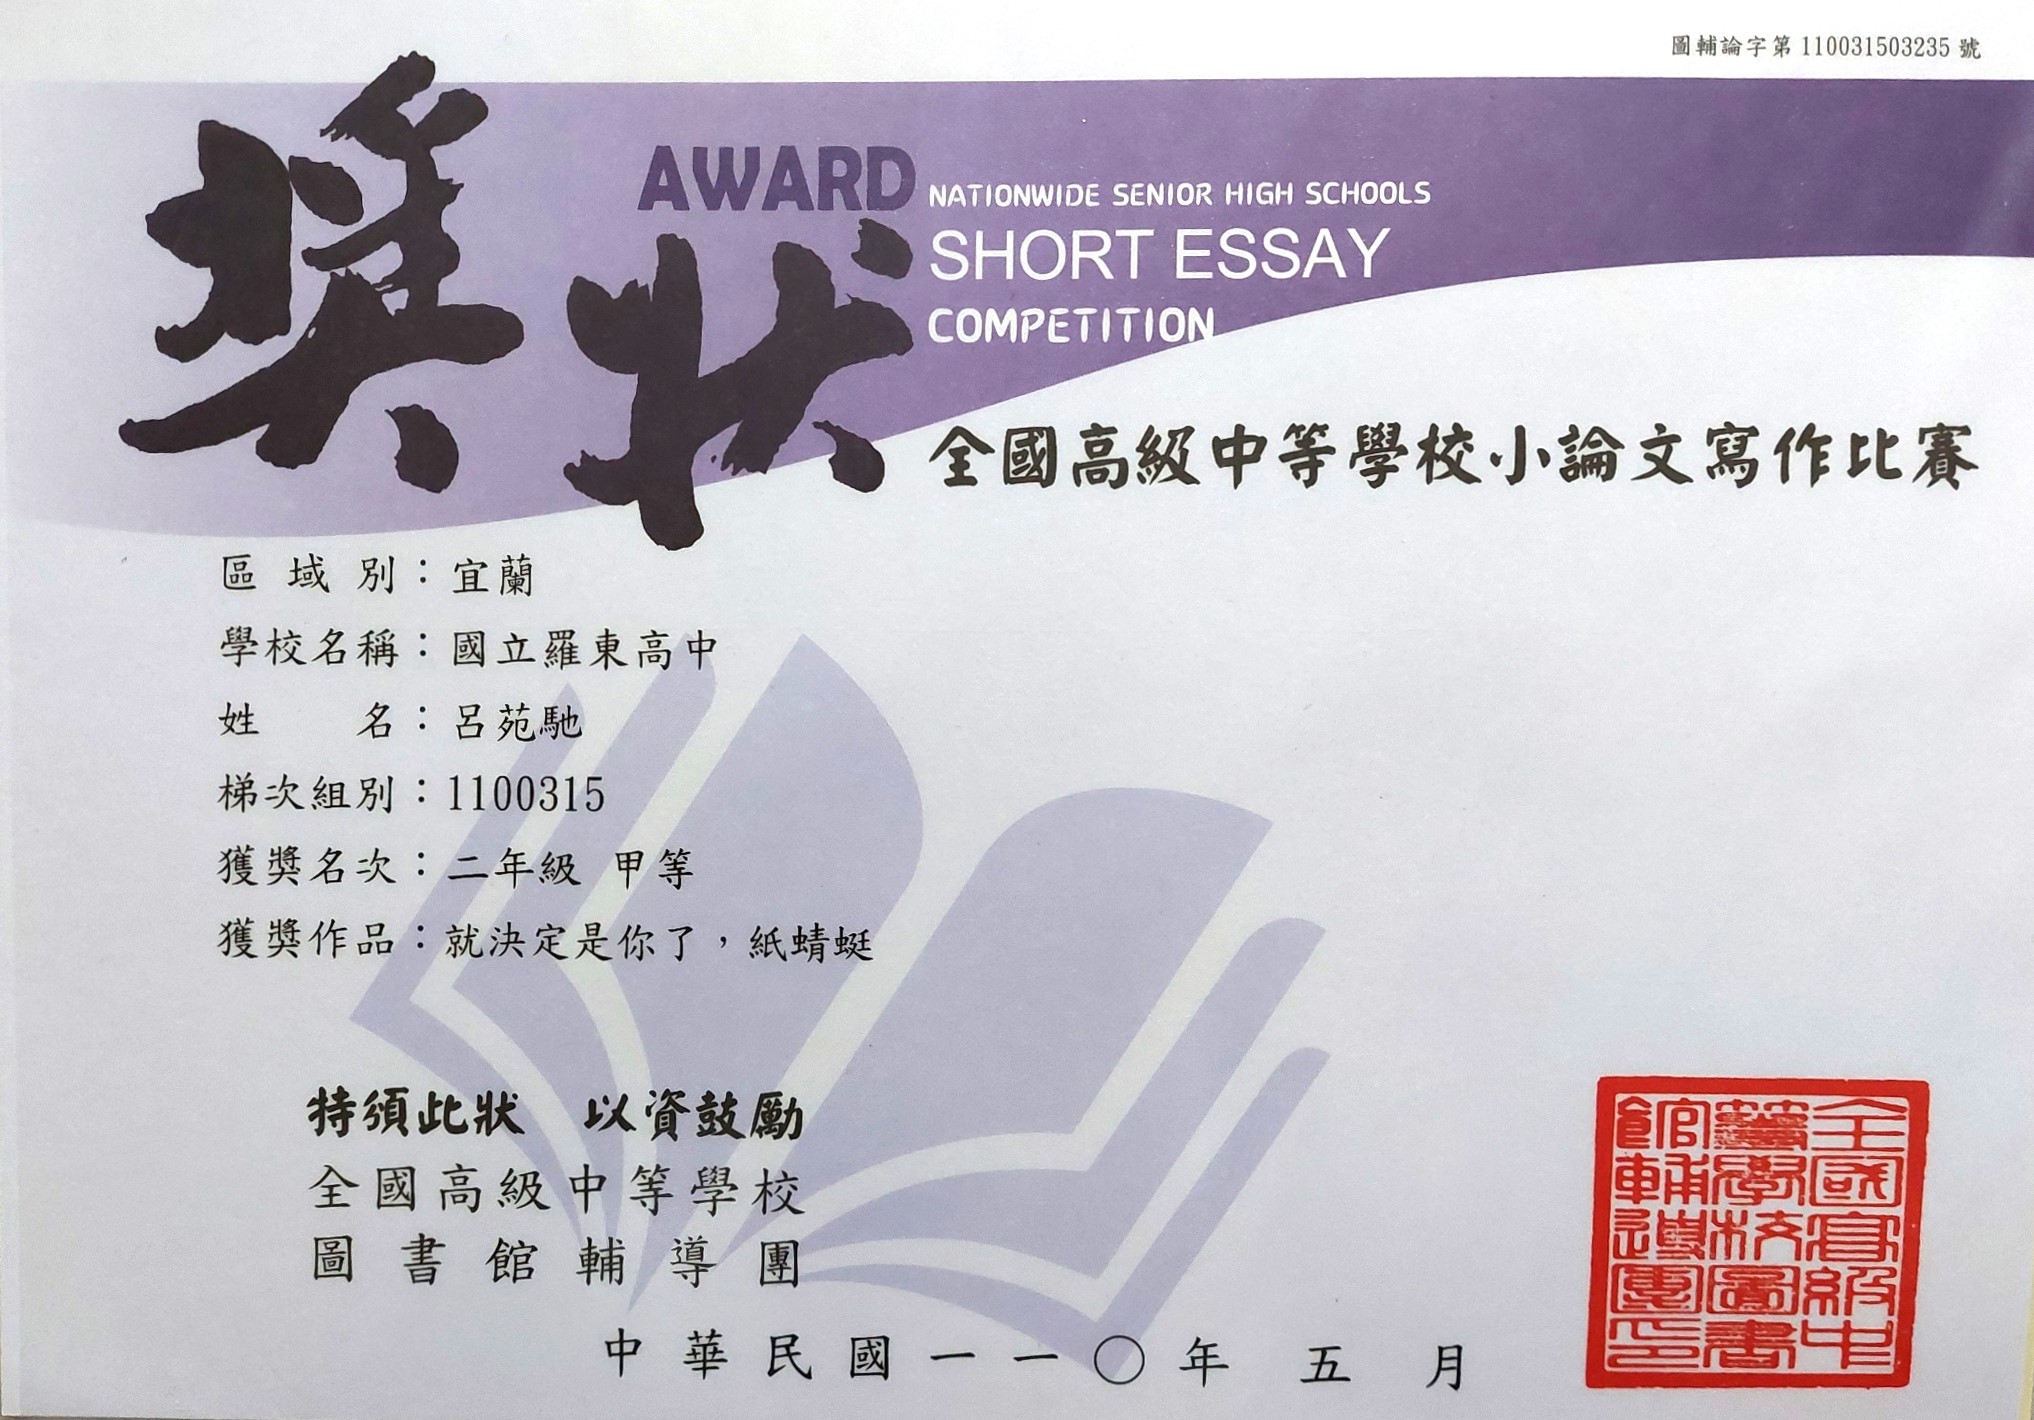 圖輔論字第 110031503235 號
獎狀
AWARD
NATIONWIDE SENIOR HIGH SCHOOLS
SHORT ESSAY
COMPETITION
全國高級中等學校小論文寫作比賽
區域別：宜蘭
學校名稱：國立羅東高中
姓名：呂苑馳
梯次組別：1100315
獲獎名次：二年級 甲等
獲獎作品：就決定是你了，紙蜻蜓
特頒此狀 以資鼓勵
全國高級中等學校
圖書館輔導團
全國高級中
等學校圖書
館輔導團印
中華民國一一〇年五月